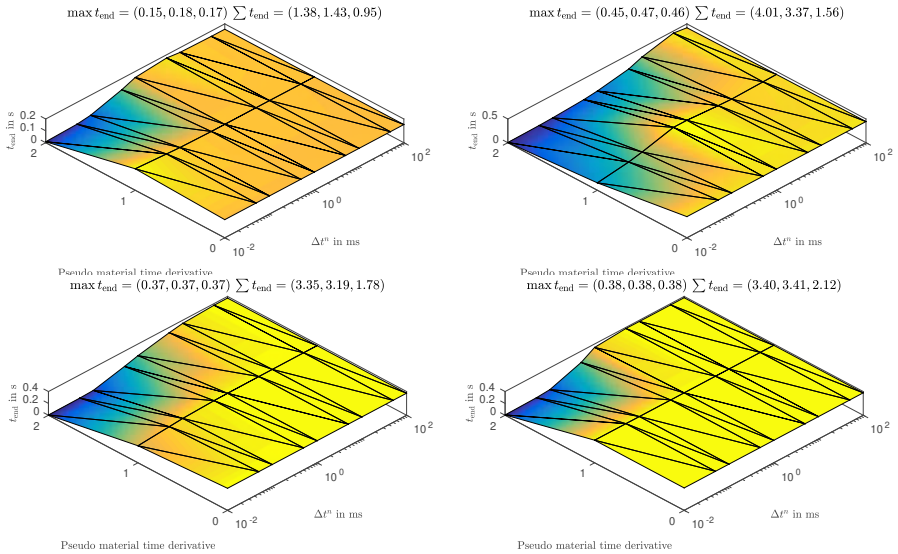 max t_end = (0.15, 0.18, 0.17) ∑ t_end = (1.38, 1.43, 0.95)
t_end in s
0.2
0.1
0
2
1
0
10^-2
10^0
10^2
Δt^n in ms
Pseudo material time derivative
max t_end = (0.45, 0.47, 0.46) ∑ t_end = (4.01, 3.37, 1.56)
t_end in s
0.5
0
2
1
0
10^-2
10^0
10^2
Δt^n in ms
Pseudo material time derivative
max t_end = (0.37, 0.37, 0.37) ∑ t_end = (3.35, 3.19, 1.78)
t_end in s
0.4
0.2
0
2
1
0
10^-2
10^0
10^2
Δt^n in ms
Pseudo material time derivative
max t_end = (0.38, 0.38, 0.38) ∑ t_end = (3.40, 3.41, 2.12)
t_end in s
0.4
0.2
0
2
1
0
10^-2
10^0
10^2
Δt^n in ms
Pseudo material time derivative